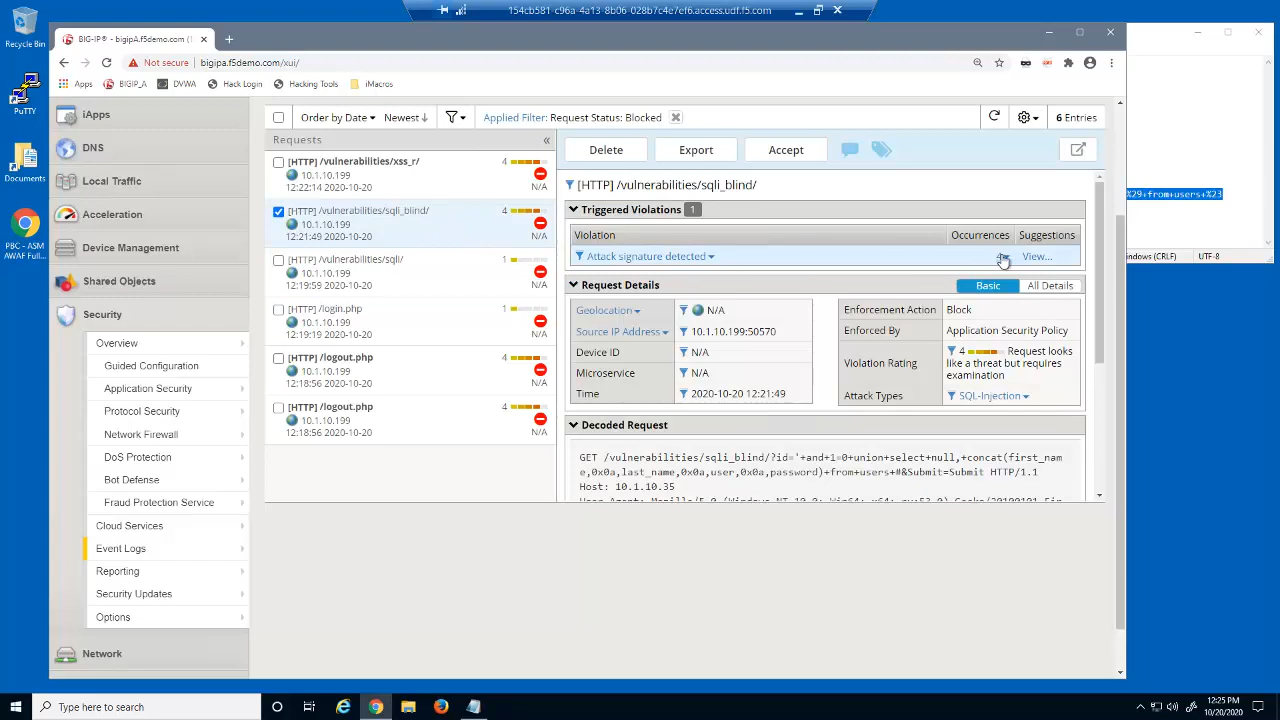 154cb581-c96a-4a13-8b06-028b7c4e7ef6.access.udf.f5.com
Recycle Bin
BIG-IP® - bigipa.f5demo.com (
Not secure
bigipa.f5demo.com/xui/
Apps
BIGIP_A
DVWA
Hack Login
Hacking Tools
iMacros
PuTTY
Documents
PBC - ASM
AWAF Full...
iApps
DNS
Local Traffic
Acceleration
Device Management
Shared Objects
Security
Overview
Guided Configuration
Application Security
Protocol Security
Network Firewall
DoS Protection
Bot Defense
Fraud Protection Service
Cloud Services
Event Logs
Reporting
Security Updates
Options
Network
Order by Date
Newest
Applied Filter: Request Status: Blocked
6 Entries
Requests
[HTTP] /vulnerabilities/xss_r/
4
10.1.10.199
12:22:14 2020-10-20
N/A
[HTTP] /vulnerabilities/sqli_blind/
4
10.1.10.199
12:21:49 2020-10-20
N/A
[HTTP] /vulnerabilities/sqli/
1
10.1.10.199
12:19:59 2020-10-20
N/A
[HTTP] /login.php
1
10.1.10.199
12:19:19 2020-10-20
N/A
[HTTP] /logout.php
4
10.1.10.199
12:18:56 2020-10-20
N/A
[HTTP] /logout.php
4
10.1.10.199
12:18:56 2020-10-20
N/A
Delete
Export
Accept
[HTTP] /vulnerabilities/sqli_blind/
Triggered Violations 1
Violation
Occurrences
Suggestions
Attack signature detected
View...
Request Details
Basic
All Details
Geolocation
N/A
Source IP Address
10.1.10.199:50570
Device ID
N/A
Microservice
N/A
Time
2020-10-20 12:21:49
Enforcement Action
Block
Enforced By
Application Security Policy
Violation Rating
4 Request looks
like a threat but requires
examination
Attack Types
SQL-Injection
Decoded Request
GET /vulnerabilities/sqli_blind/?id='+and+1=0+union+select+null,+concat(first_nam
e,0x0a,last_name,0x0a,user,0x0a,password)+from+users+#&Submit=Submit HTTP/1.1
Host: 10.1.10.35
%29+from+users+%23
indows (CRLF)
UTF-8
Type here to search
12:25 PM
10/20/2020